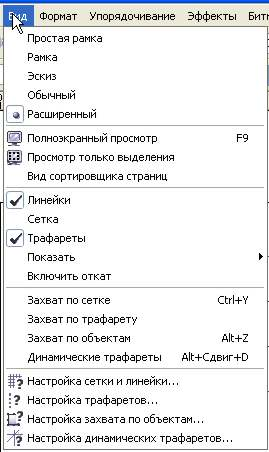 Вид Формат Упорядочивание Эффекты Бит
Простая рамка
Рамка
Эскиз
Обычный
Расширенный
Полноэкранный просмотр F9
Просмотр только выделения
Вид сортировщика страниц
Линейки
Сетка
Трафареты
Показать
Включить откат
Захват по сетке Ctrl+Y
Захват по трафарету
Захват по объектам Alt+Z
Динамические трафареты Alt+Сдвиг+D
Настройка сетки и линейки...
Настройка трафаретов...
Настройка захвата по объектам...
Настройка динамических трафаретов...